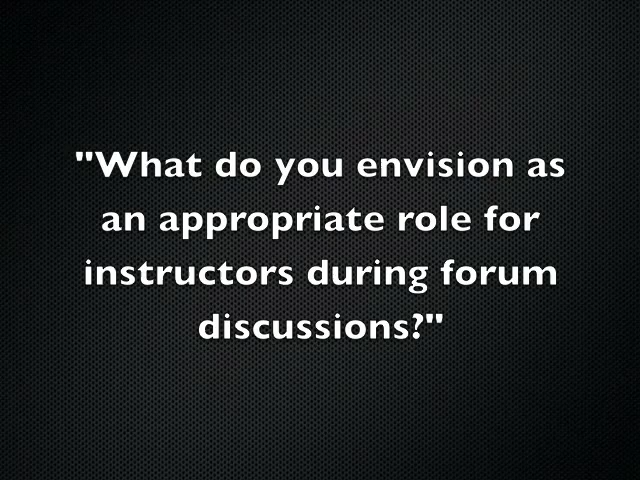 "What do you envision as
an appropriate role for
instructors during forum
discussions?"